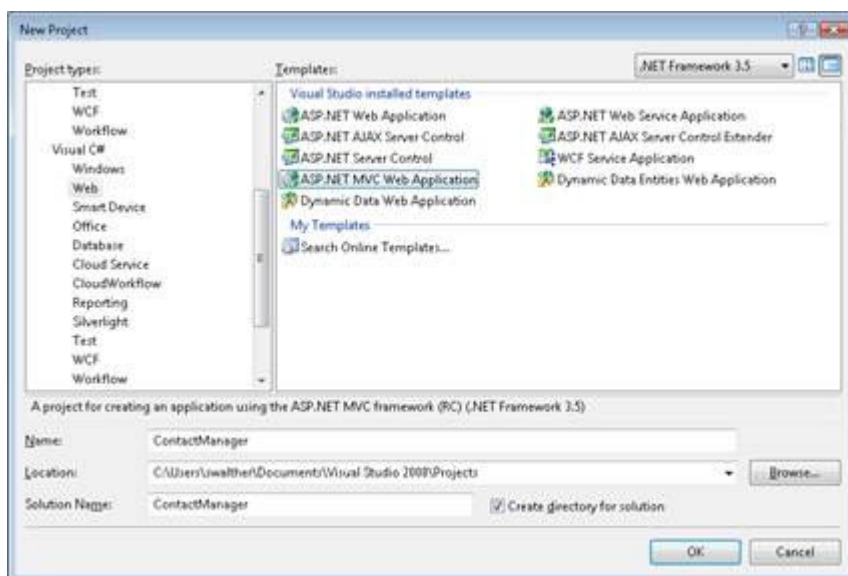 New Project
Project types:
Templates:
.NET Framework 3.5
Test
WCF
Workflow
Visual C#
Windows
Web
Smart Device
Office
Database
Cloud Service
CloudWorkflow
Reporting
Silverlight
Test
WCF
Workflow
Visual Studio installed templates
ASP.NET Web Application
ASP.NET Web Service Application
ASP.NET AJAX Server Control
ASP.NET AJAX Server Control Extender
ASP.NET Server Control
WCF Service Application
ASP.NET MVC Web Application
Dynamic Data Entities Web Application
Dynamic Data Web Application
My Templates
Search Online Templates...
A project for creating an application using the ASP.NET MVC framework (RC) (.NET Framework 3.5)
Name:
ContactManager
Location:
C:\Users\swalther\Documents\Visual Studio 2008\Projects
Browse...
Solution Name:
ContactManager
Create directory for solution
OK
Cancel